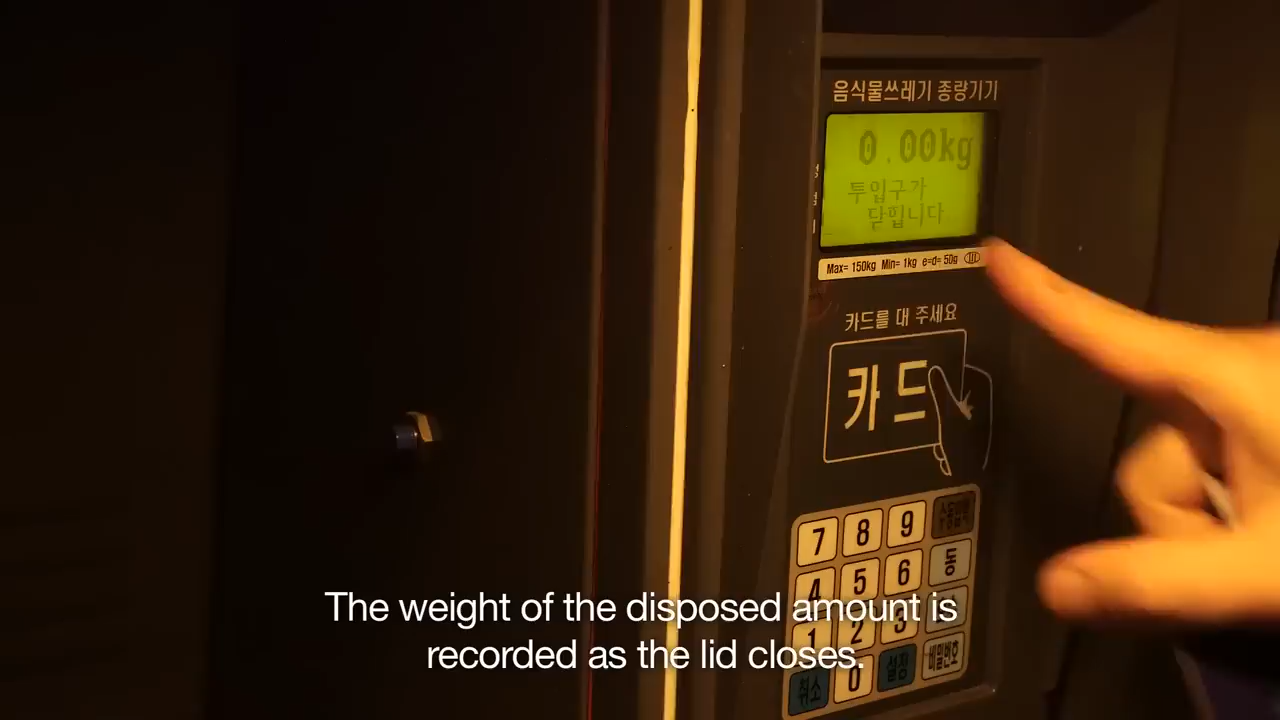 음식물쓰레기 종량기기
0.00kg
투입구가
닫힙니다
Max= 150kg Min= 1kg e=d= 50g III
카드를 대 주세요
카드
7 8 9
4 5 6 동
1 2 3
취소 0 설정 비밀번호
The weight of the disposed amount is
recorded as the lid closes.